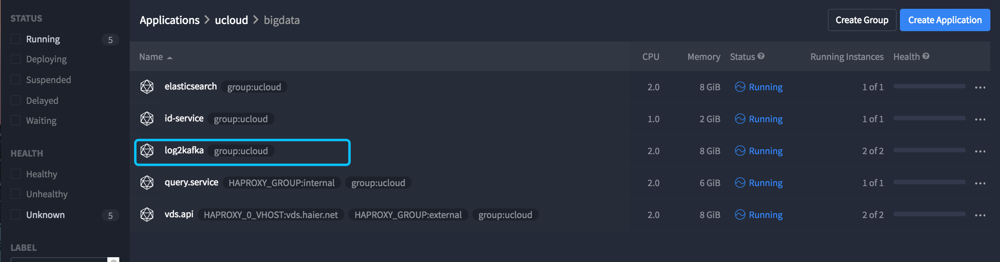 STATUS
Running 5
Deploying
Suspended
Delayed
Waiting
HEALTH
Healthy
Unhealthy
Unknown 5
LABEL
Applications > ucloud > bigdata
Create Group Create Application
Name CPU Memory Status ? Running Instances Health ?
elasticsearch group:ucloud 2.0 8 GiB Running 1 of 1 ...
id-service group:ucloud 1.0 2 GiB Running 1 of 1 ...
log2kafka group:ucloud 2.0 8 GiB Running 2 of 2 ...
query.service HAPROXY_GROUP:internal group:ucloud 2.0 6 GiB Running 1 of 1 ...
vds.api HAPROXY_0_VHOST:vds.haier.net HAPROXY_GROUP:external group:ucloud 2.0 8 GiB Running 2 of 2 ...